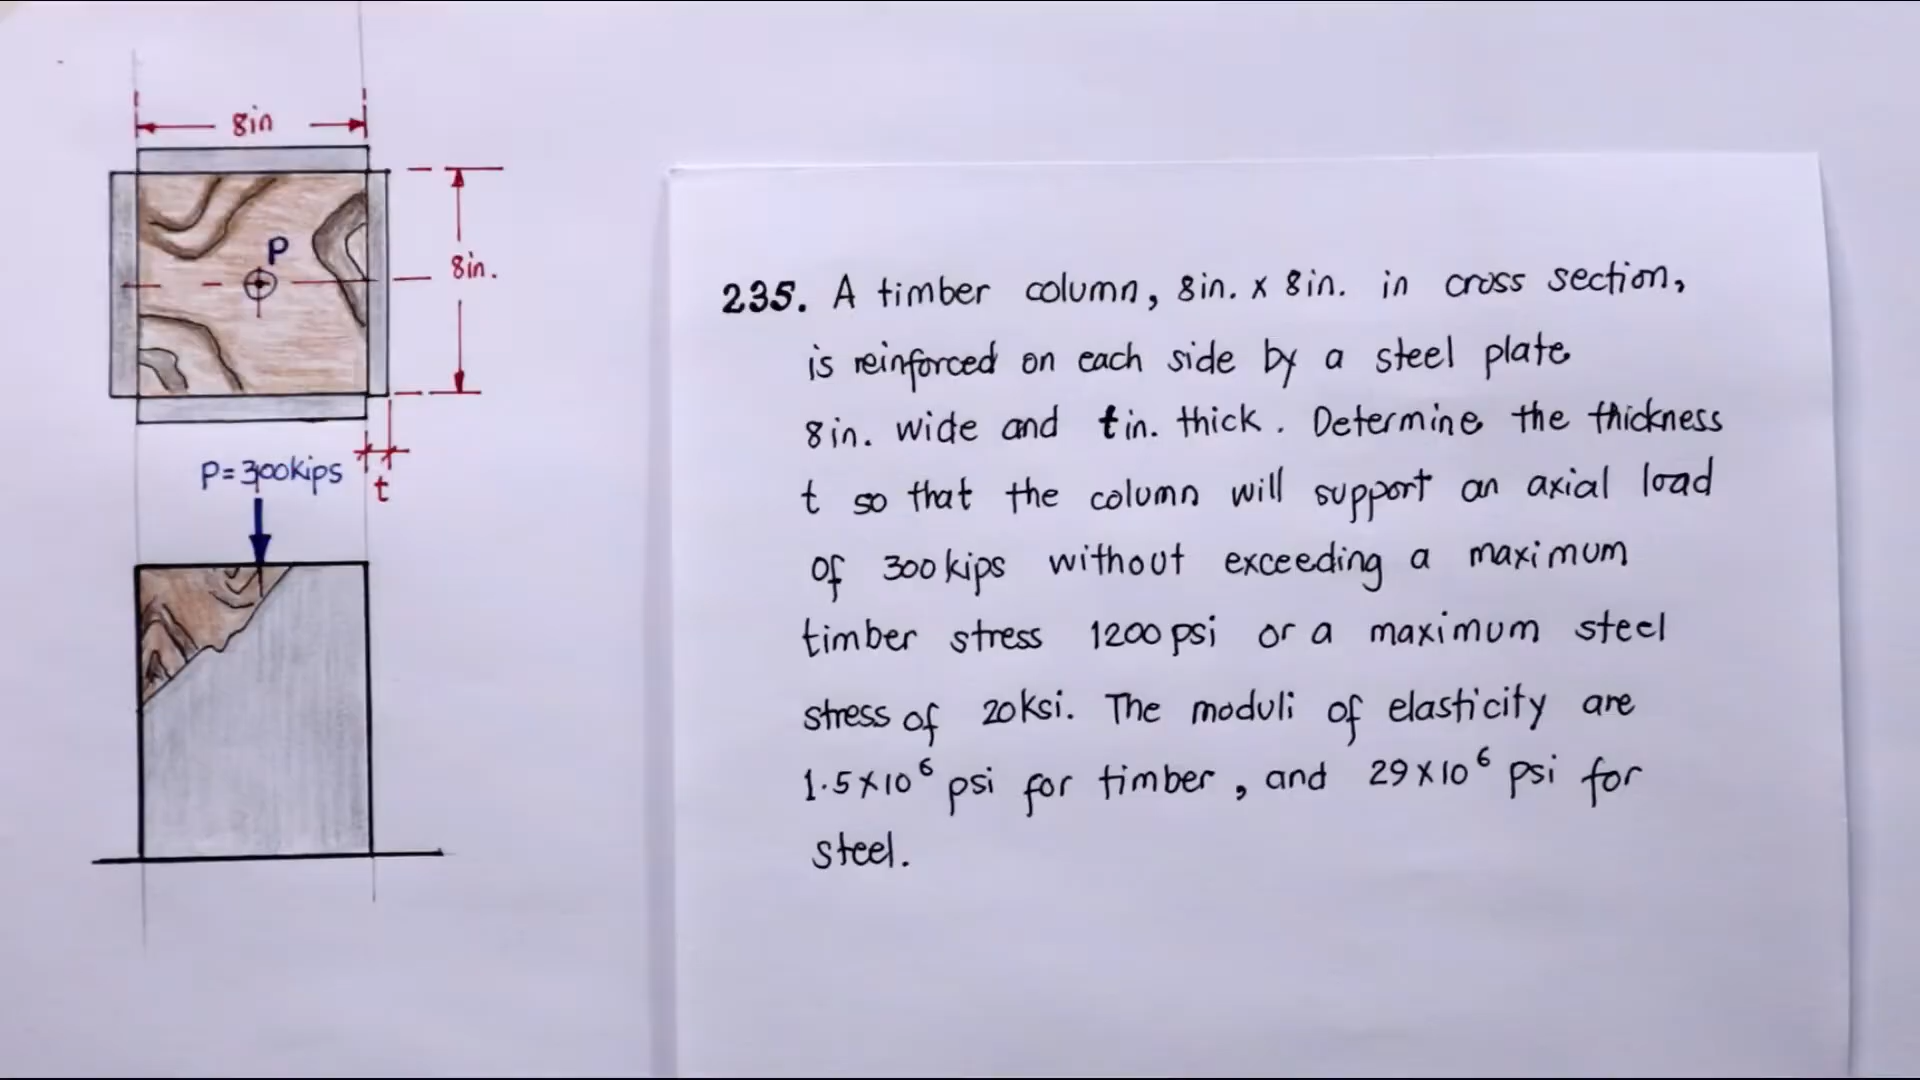 8in
P
8in.
P=300kips
t
235. A timber column, 8in. x 8in. in cross section,
is reinforced on each side by a steel plate
8in. wide and t in. thick. Determine the thickness
t so that the column will support an axial load
of 300 kips without exceeding a maximum
timber stress 1200 psi or a maximum steel
stress of 20ksi. The moduli of elasticity are
1.5x10⁶ psi for timber, and 29x10⁶ psi for
steel.